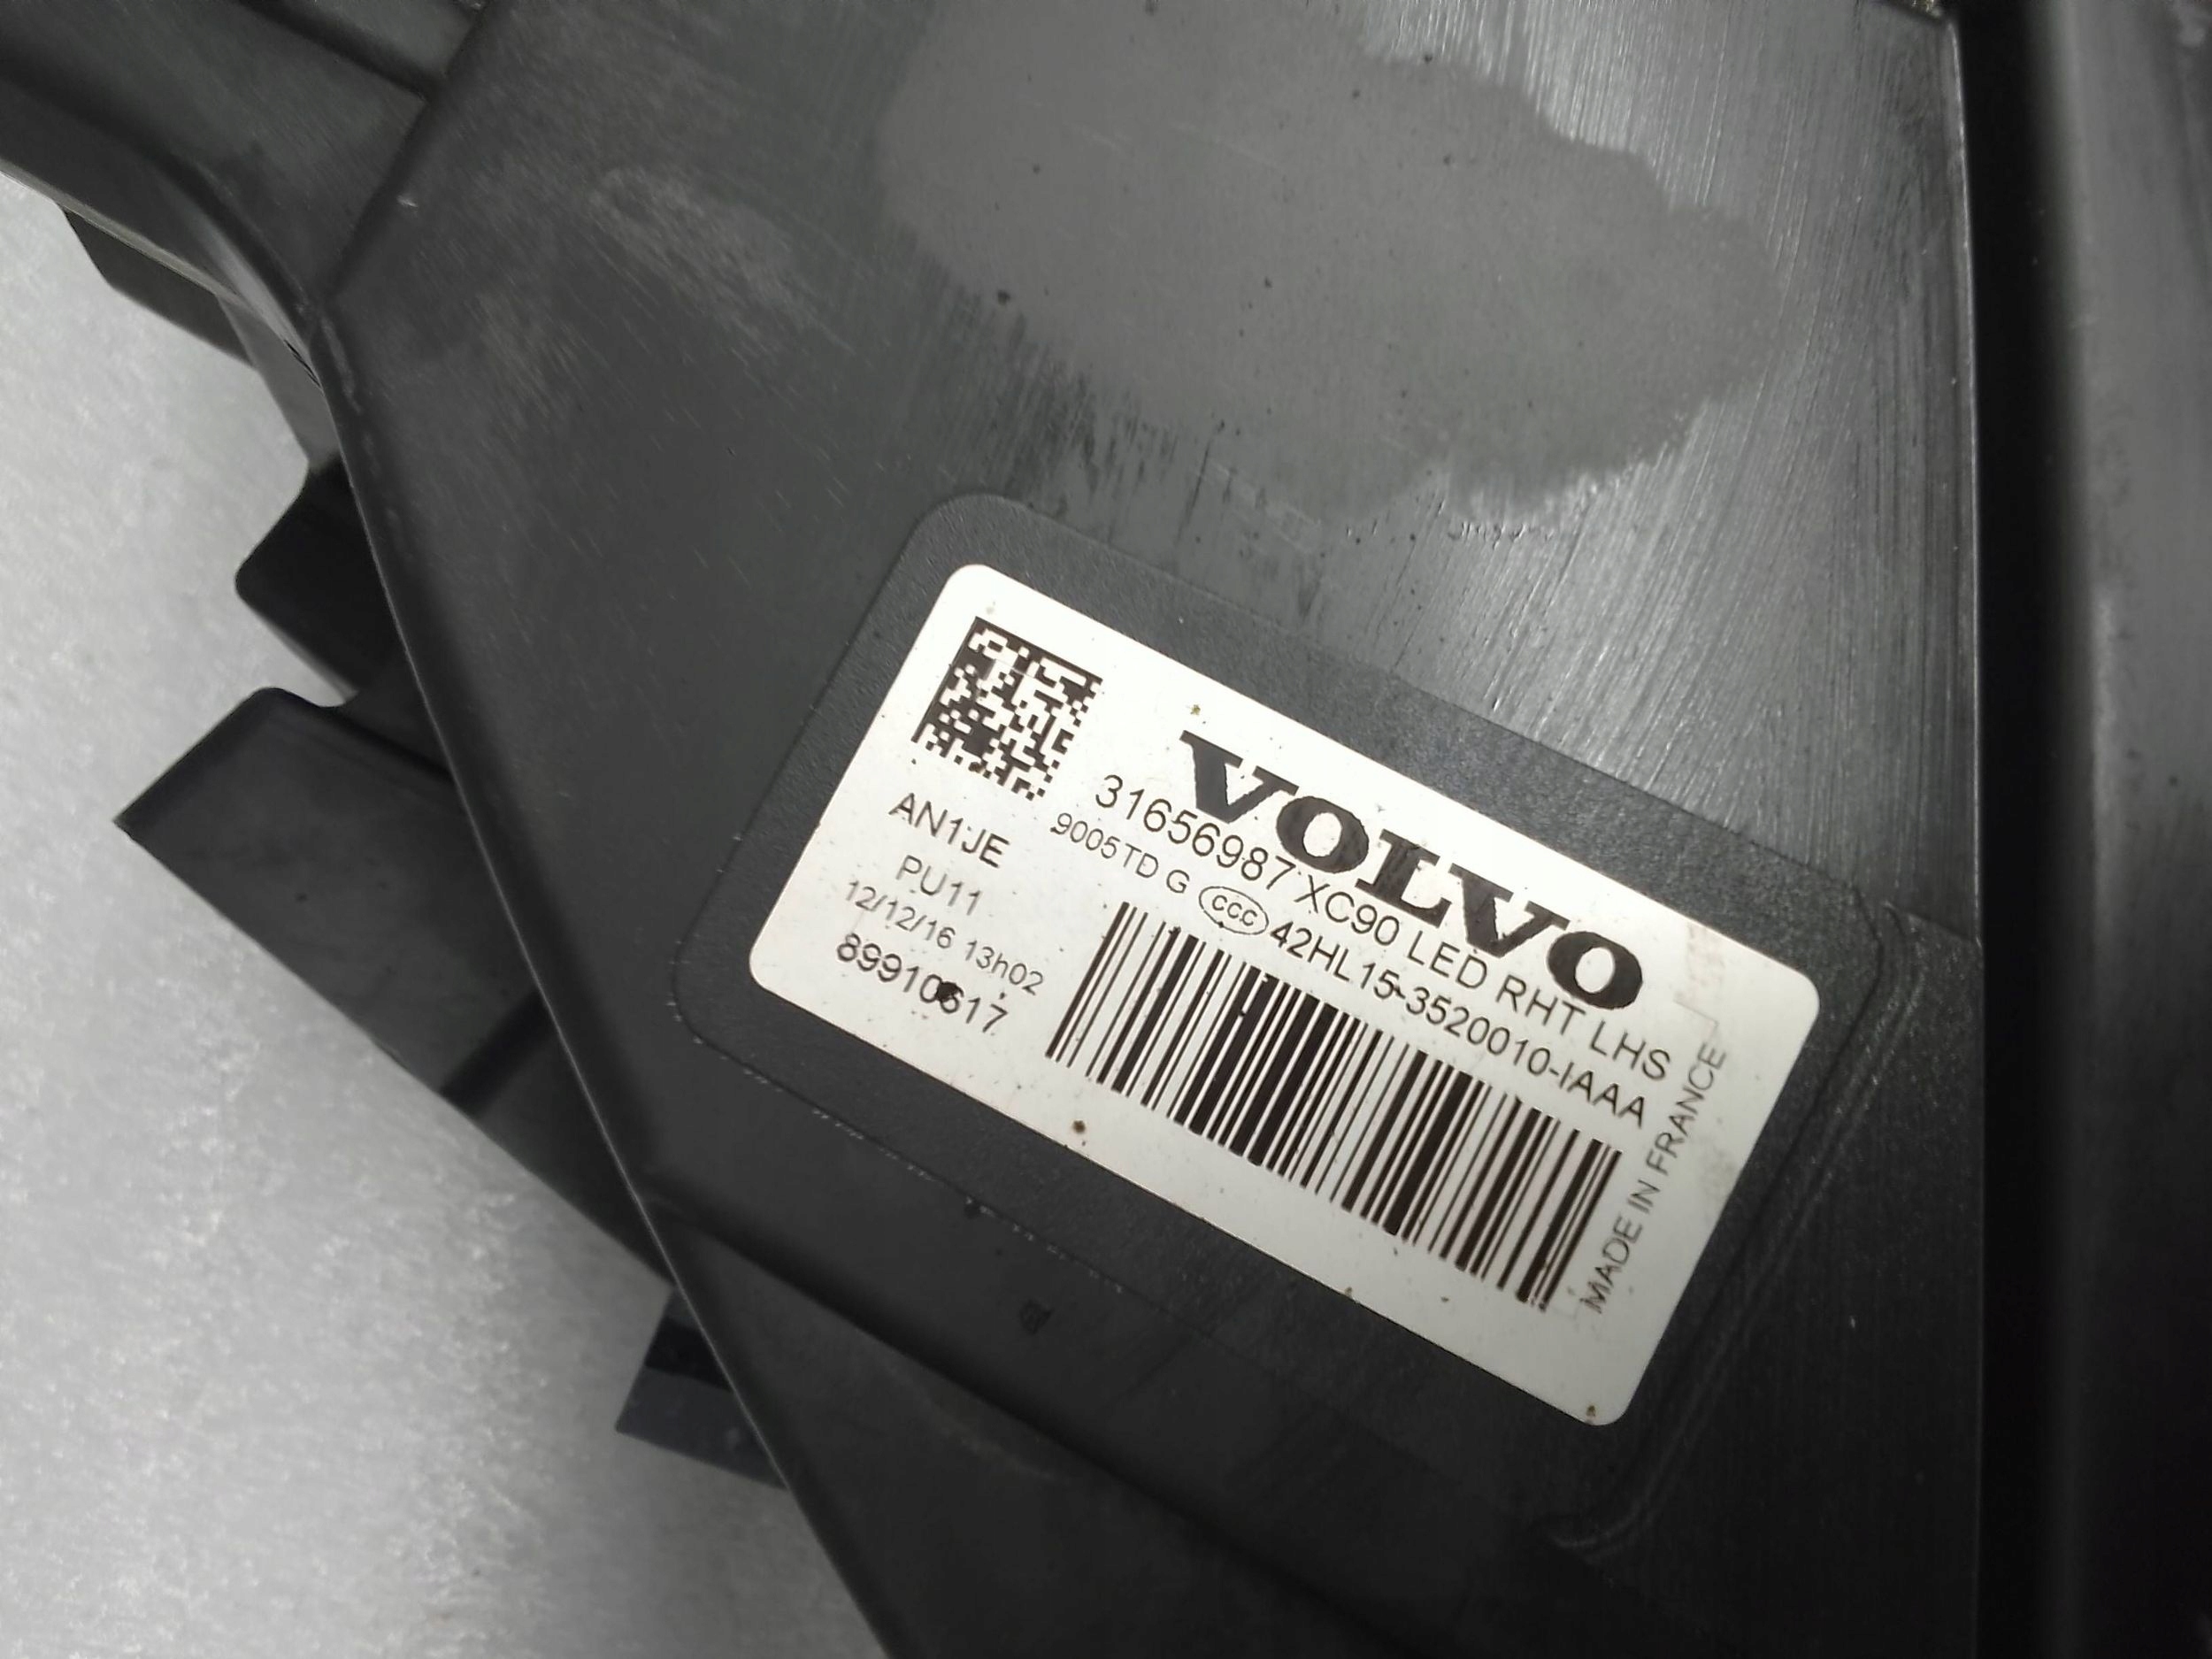 VOLVO
31656987 XC90 LED RHT LHS
9005TD G CCC 42HL15-3520010-IAAA
AN1JE
PU11
12/12/16 13h02
89910617
MADE IN FRANCE